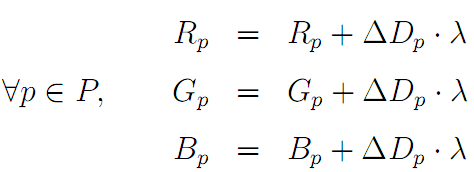 R_p = R_p + ΔD_p · λ
∀p ∈ P, G_p = G_p + ΔD_p · λ
B_p = B_p + ΔD_p · λ